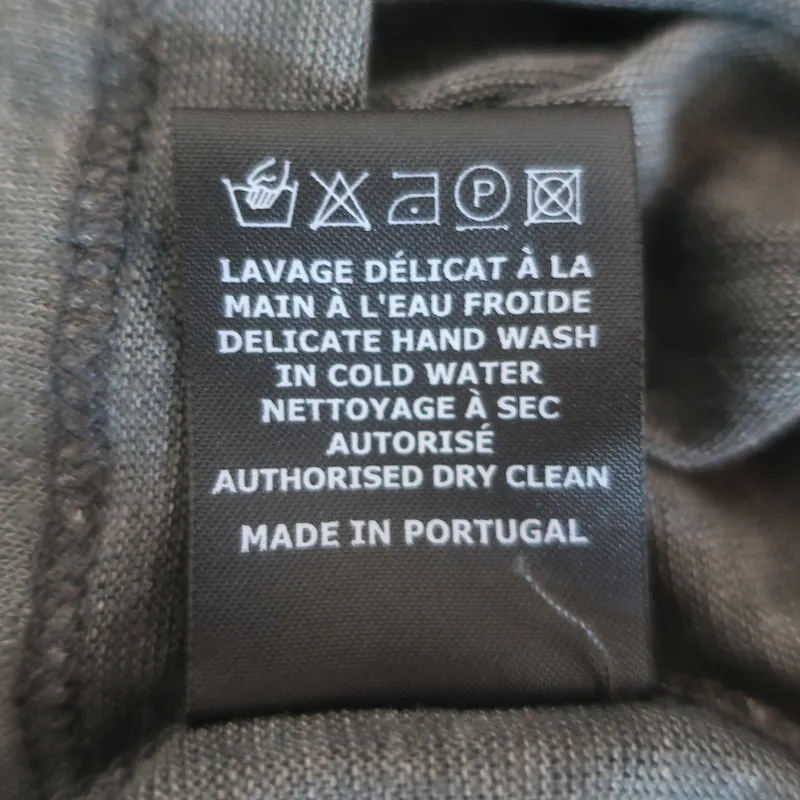 P
LAVAGE DÉLICAT À LA
MAIN À L'EAU FROIDE
DELICATE HAND WASH
IN COLD WATER
NETTOYAGE À SEC
AUTORISÉ
AUTHORISED DRY CLEAN
MADE IN PORTUGAL